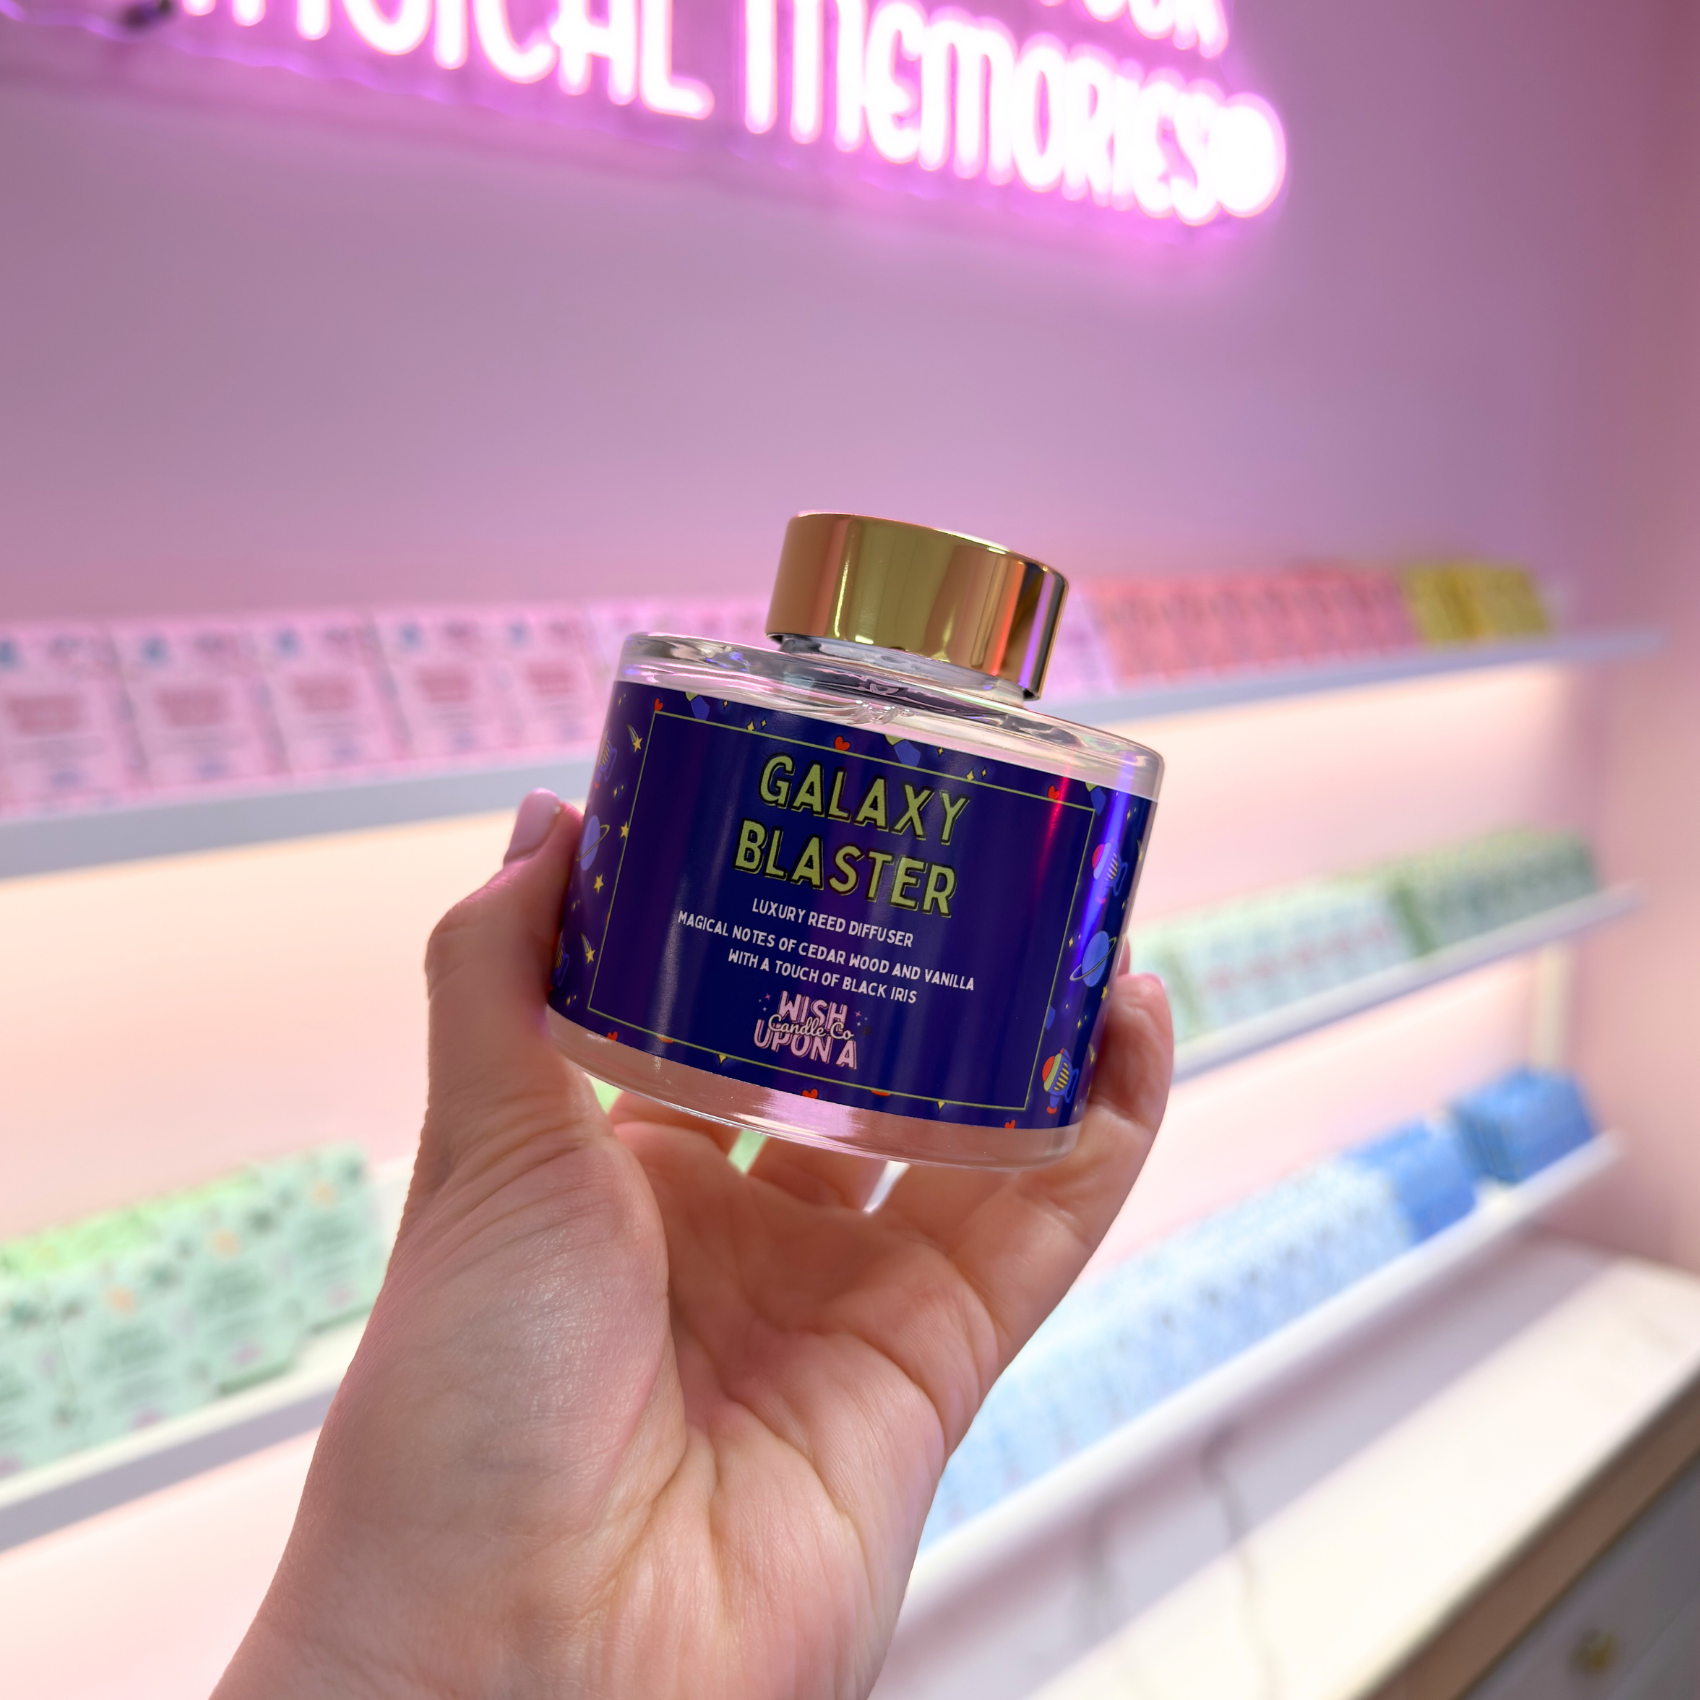 MEMORIES
GALAXY
BLASTER
LUXURY REED DIFFUSER
MAGICAL NOTES OF CEDAR WOOD AND VANILLA
WITH A TOUCH OF BLACK IRIS
WISH
Candle Co
UPON A